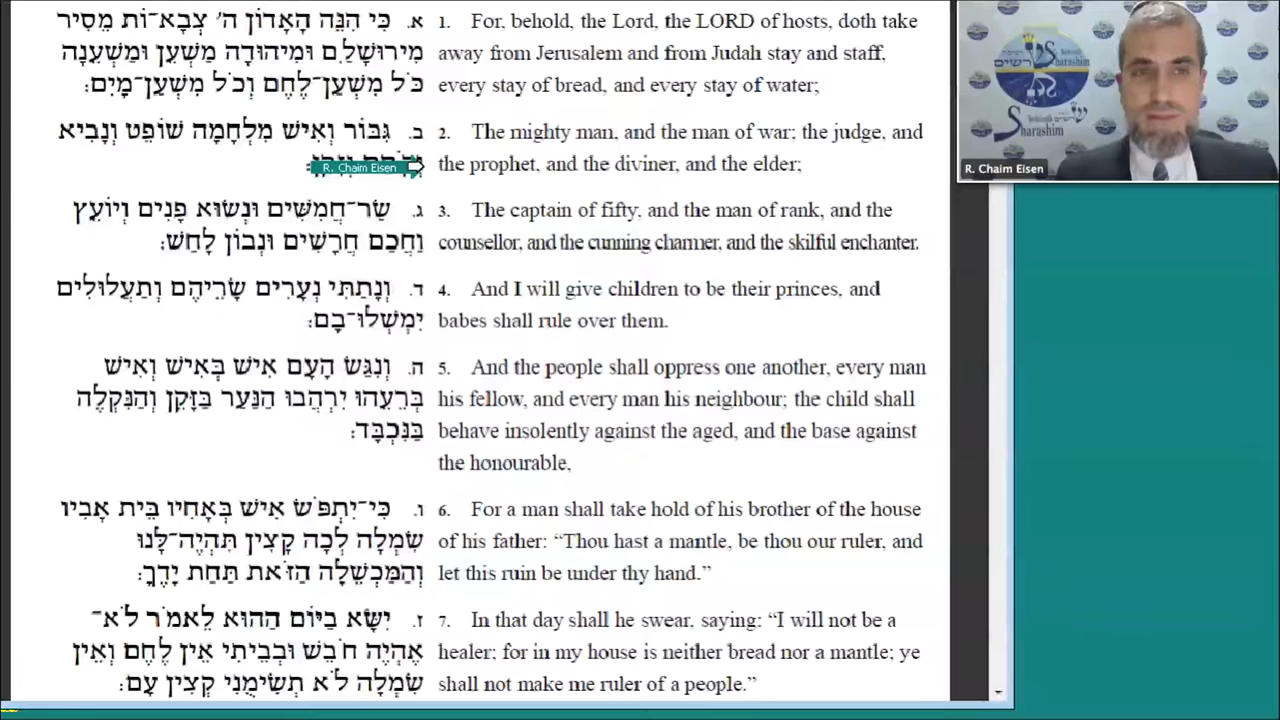 א. כִּי הִנֵּה הָאָדוֹן ה' צְבָא־וֹת מֵסִיר
מִירוּשָׁלִַם וּמִיהוּדָה מַשְׁעֵן וּמַשְׁעֵנָה
כֹּל מִשְׁעַן־לֶחֶם וְכֹל מִשְׁעַן־מָיִם:
1. For, behold, the Lord, the LORD of hosts, doth take
away from Jerusalem and from Judah stay and staff,
every stay of bread, and every stay of water;
ב. גִּבּוֹר וְאִישׁ מִלְחָמָה שׁוֹפֵט וְנָבִיא
R. Chaim Eisen
2. The mighty man, and the man of war; the judge, and
the prophet, and the diviner, and the elder;
ג. שַׂר־חֲמִשִּׁים וּנְשׂוּא פָנִים וְיוֹעֵץ
וַחֲכַם חֲרָשִׁים וּנְבוֹן לָחַשׁ:
3. The captain of fifty, and the man of rank, and the
counsellor, and the cunning charmer, and the skilful enchanter.
ד. וְנָתַתִּי נְעָרִים שָׂרֵיהֶם וְתַעֲלוּלִים
יִמְשְׁלוּ־בָם:
4. And I will give children to be their princes, and
babes shall rule over them.
ה. וְנִגַּשׂ הָעָם אִישׁ בְּאִישׁ וְאִישׁ
בְּרֵעֵהוּ יִרְהֲבוּ הַנַּעַר בַּזָּקֵן וְהַנִּקְלֶה
בַּנִּכְבָּד:
5. And the people shall oppress one another, every man
his fellow, and every man his neighbour; the child shall
behave insolently against the aged, and the base against
the honourable,
ו. כִּי־יִתְפֹּשׂ אִישׁ בְּאָחִיו בֵּית אָבִיו
שִׂמְלָה לְכָה קָצִין תִּהְיֶה־לָּנוּ
וְהַמַּכְשֵׁלָה הַזֹּאת תַּחַת יָדֶךָ:
6. For a man shall take hold of his brother of the house
of his father: “Thou hast a mantle, be thou our ruler, and
let this ruin be under thy hand.”
ז. יִשָּׂא בַיּוֹם הַהוּא לֵאמֹר לֹא־
אֶהְיֶה חֹבֵשׁ וּבְבֵיתִי אֵין לֶחֶם וְאֵין
שִׂמְלָה לֹא תְשִׂימֻנִי קְצִין עָם:
7. In that day shall he swear, saying: “I will not be a
healer; for in my house is neither bread nor a mantle; ye
shall not make me ruler of a people.”
Sharashim
שרשים
Sharashim
R. Chaim Eisen